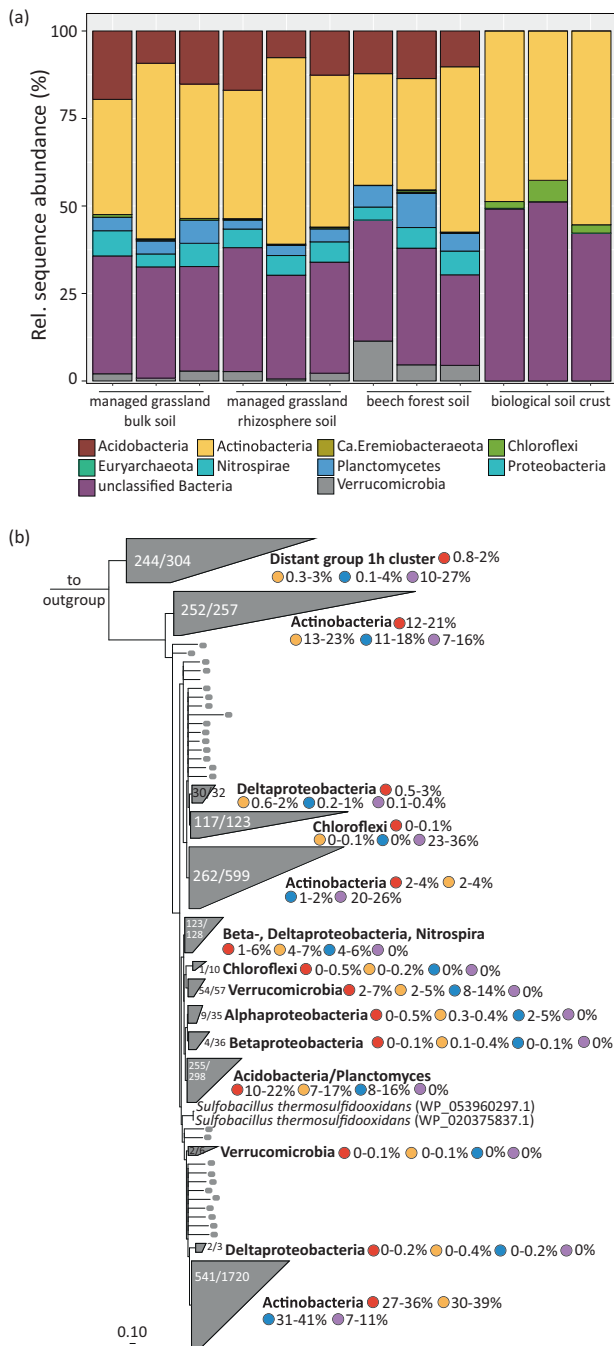 (a)
Rel. sequence abundance (%)
100
75
50
25
0
managed grassland bulk soil
managed grassland rhizosphere soil
beech forest soil
biological soil crust
Acidobacteria
Actinobacteria
Ca.Eremiobacteraeota
Chloroflexi
Euryarchaeota
Nitrospirae
Planctomycetes
Proteobacteria
unclassified Bacteria
Verrucomicrobia
(b)
to outgroup
244/304
Distant group 1h cluster 0.8-2%
0.3-3% 0.1-4% 10-27%
252/257
Actinobacteria 12-21%
13-23% 11-18% 7-16%
30/32
Deltaproteobacteria 0.5-3%
0.6-2% 0.2-1% 0.1-0.4%
117/123
Chloroflexi 0-0.1%
0-0.1% 0% 23-36%
262/599
Actinobacteria 2-4% 2-4%
1-2% 20-26%
123/128
Beta-, Deltaproteobacteria, Nitrospira
1-6% 4-7% 4-6% 0%
1/10 Chloroflexi 0-0.5% 0-0.2% 0% 0%
54/57 Verrucomicrobia 2-7% 2-5% 8-14% 0%
9/35 Alphaproteobacteria 0-0.5% 0.3-0.4% 2-5% 0%
4/36 Betaproteobacteria 0-0.1% 0.1-0.4% 0-0.1% 0%
255/298
Acidobacteria/Planctomyces
10-22% 7-17% 8-16% 0%
Sulfobacillus thermosulfidooxidans (WP_053960297.1)
Sulfobacillus thermosulfidooxidans (WP_020375837.1)
2/6 Verrucomicrobia 0-0.1% 0-0.1% 0% 0%
2/3 Deltaproteobacteria 0-0.2% 0-0.4% 0-0.2% 0%
541/1720
Actinobacteria 27-36% 30-39%
31-41% 7-11%
0.10